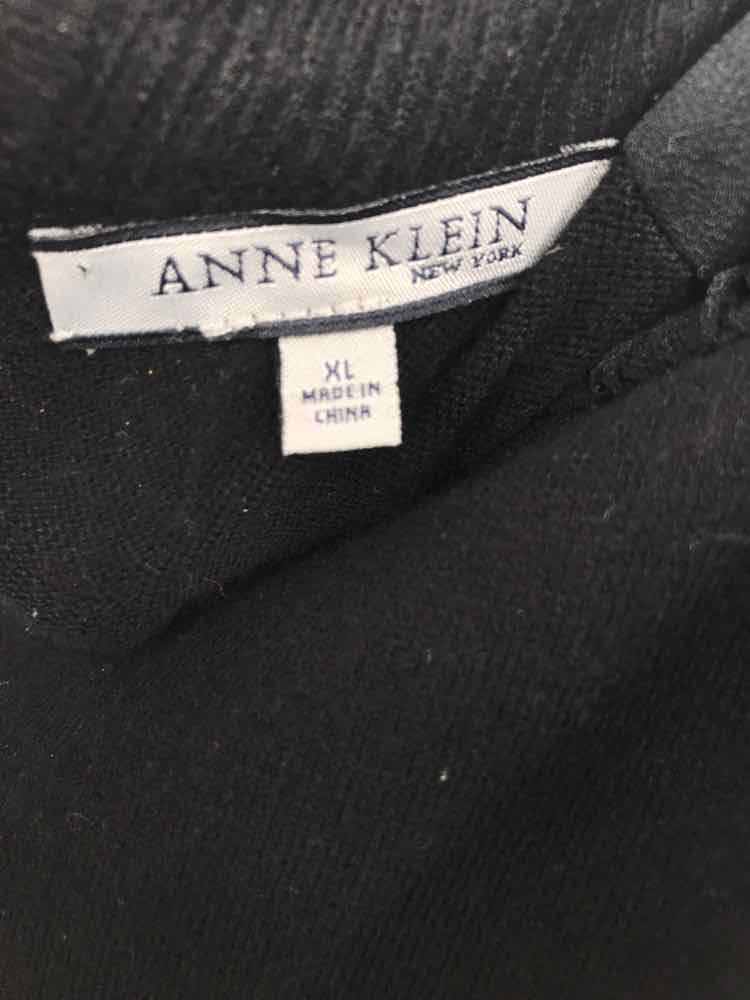 ANNE KLEIN
NEW YORK
XL
MADE IN
CHINA